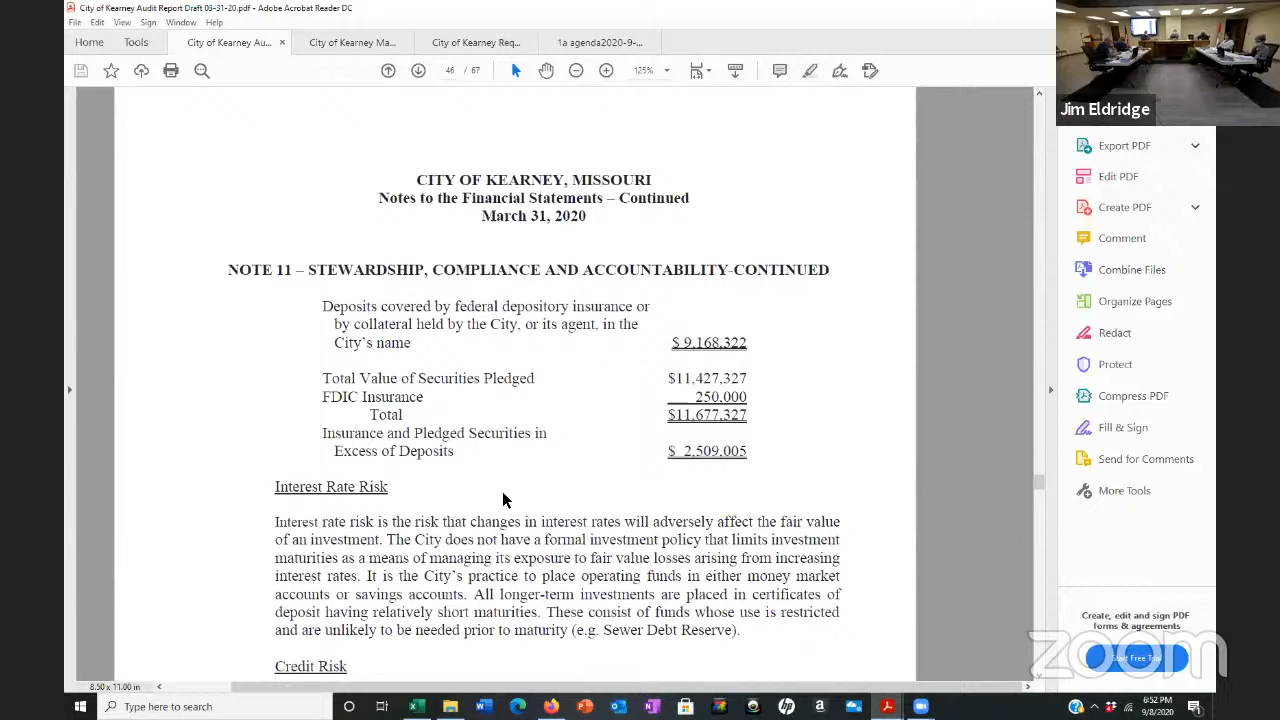 City of Kearney Audit Report Draft 03-31-20.pdf - Adobe Acrobat Reader DC
File Edit View Sign Window Help
Home Tools City of Kearney Au... × City of Kearney Ma... City of Kearney Req... 1a agenda2020-9-...
46 / 67 125%
Jim Eldridge
CITY OF KEARNEY, MISSOURI
Notes to the Financial Statements – Continued
March 31, 2020
NOTE 11 – STEWARDSHIP, COMPLIANCE AND ACCOUNTABILITY-CONTINUED
Deposits covered by federal depository insurance or
by collateral held by the City, or its agent, in the
City's name $ 9,168,322
Total Value of Securities Pledged $11,427,327
FDIC Insurance 250,000
Total $11,677,327
Insurance and Pledged Securities in
Excess of Deposits $ 2,509,005
Interest Rate Risk
Interest rate risk is the risk that changes in interest rates will adversely affect the fair value
of an investment. The City does not have a formal investment policy that limits investment
maturities as a means of managing its exposure to fair value losses arising from increasing
interest rates. It is the City's practice to place operating funds in either money market
accounts or savings accounts. All longer-term investments are placed in certificates of
deposit having relatively short maturities. These consist of funds whose use is restricted
and are unlikely to be needed prior to maturity (e.g. Sewer Debt Reserve).
Credit Risk
Export PDF
Edit PDF
Create PDF
Comment
Combine Files
Organize Pages
Redact
Protect
Compress PDF
Fill & Sign
Send for Comments
More Tools
Create, edit and sign PDF
forms & agreements
Start Free Trial
zoom
8.50 x 11.00 in
Type here to search
6:52 PM
9/8/2020